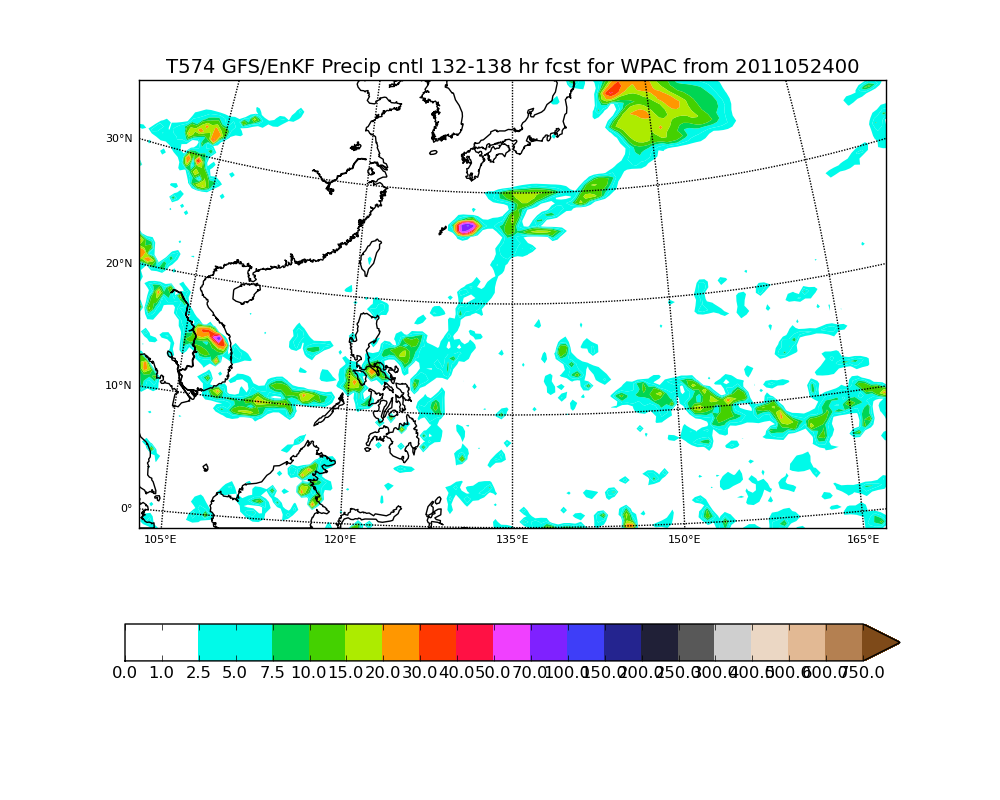 T574 GFS/EnKF Precip cntl 132-138 hr fcst for WPAC from 2011052400
30°N
20°N
10°N
0°
105°E 120°E 135°E 150°E 165°E
0.0 1.0 2.5 5.0 7.5 10.0 15.0 20.0 30.0 40.0 50.0 70.0 100.0 150.0 200.0 250.0 300.0 400.0 500.0 600.0 750.0